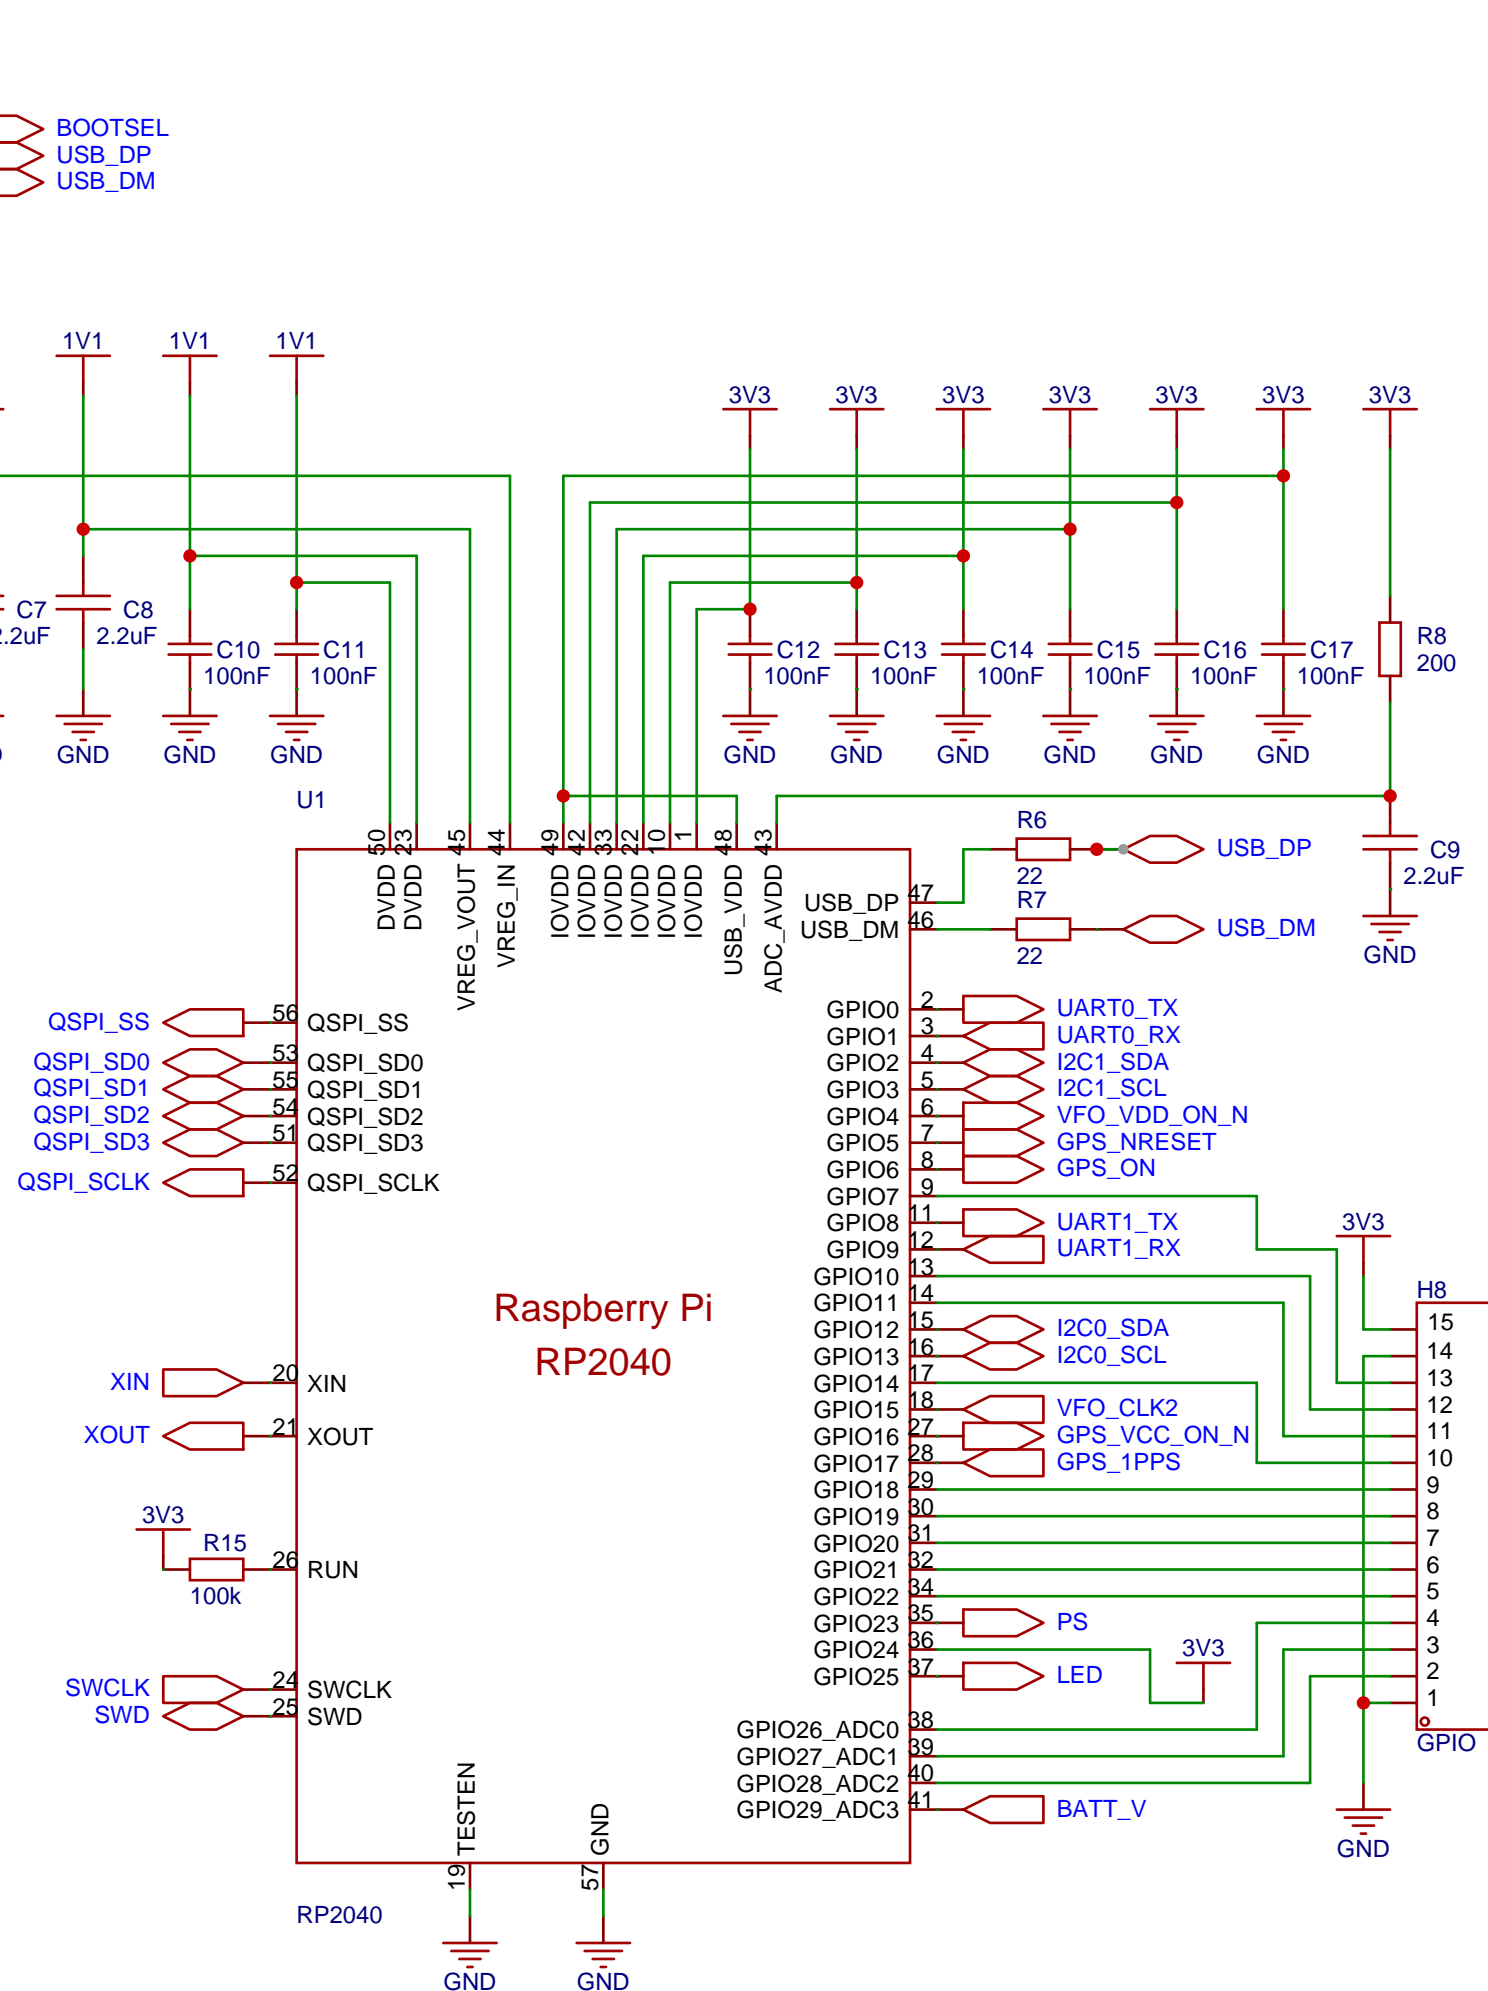 BOOTSEL
USB_DP
USB_DM
1V1 1V1 1V1
3V3 3V3 3V3 3V3 3V3 3V3 3V3
C7 C8
2.2uF
C10 C11
100nF 100nF
C12 C13 C14 C15 C16 C17
100nF 100nF 100nF 100nF 100nF 100nF
R8
200
GND GND GND
GND GND GND GND GND GND
U1
50 23 45 44 49 42 33 22 10 1 48 43
DVDD DVDD VREG_VOUT VREG_IN IOVDD IOVDD IOVDD IOVDD IOVDD IOVDD USB_VDD ADC_AVDD
R6
22
USB_DP
C9
2.2uF
GND
R7
22
USB_DM
USB_DP 47
USB_DM 46
QSPI_SS 56 QSPI_SS
QSPI_SD0 53 QSPI_SD0
QSPI_SD1 55 QSPI_SD1
QSPI_SD2 54 QSPI_SD2
QSPI_SD3 51 QSPI_SD3
QSPI_SCLK 52 QSPI_SCLK
GPIO0 2 UART0_TX
GPIO1 3 UART0_RX
GPIO2 4 I2C1_SDA
GPIO3 5 I2C1_SCL
GPIO4 6 VFO_VDD_ON_N
GPIO5 7 GPS_NRESET
GPIO6 8 GPS_ON
GPIO7 9
GPIO8 11 UART1_TX
GPIO9 12 UART1_RX
GPIO10 13
GPIO11 14
GPIO12 15 I2C0_SDA
GPIO13 16 I2C0_SCL
GPIO14 17
GPIO15 18 VFO_CLK2
GPIO16 27 GPS_VCC_ON_N
GPIO17 28 GPS_1PPS
GPIO18 29
GPIO19 30
GPIO20 31
GPIO21 32
GPIO22 34
GPIO23 35 PS
GPIO24 36
3V3
GPIO25 37 LED
GPIO26_ADC0 38
GPIO27_ADC1 39
GPIO28_ADC2 40
GPIO29_ADC3 41 BATT_V
Raspberry Pi
RP2040
XIN 20 XIN
XOUT 21 XOUT
3V3
R15
100k
26 RUN
SWCLK 24 SWCLK
SWD 25 SWD
3V3
H8
15
14
13
12
11
10
9
8
7
6
5
4
3
2
1
GPIO
GND
TESTEN GND
19 57
RP2040
GND GND